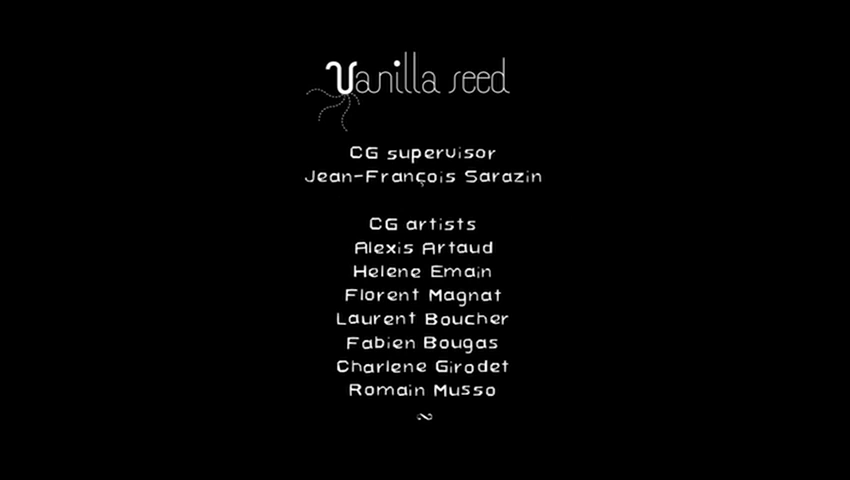 Vanilla seed
CG supervisor
Jean-François Sarazin
CG artists
Alexis Artaud
Helene Emain
Florent Magnat
Laurent Boucher
Fabien Bougas
Charlene Girodet
Romain Musso